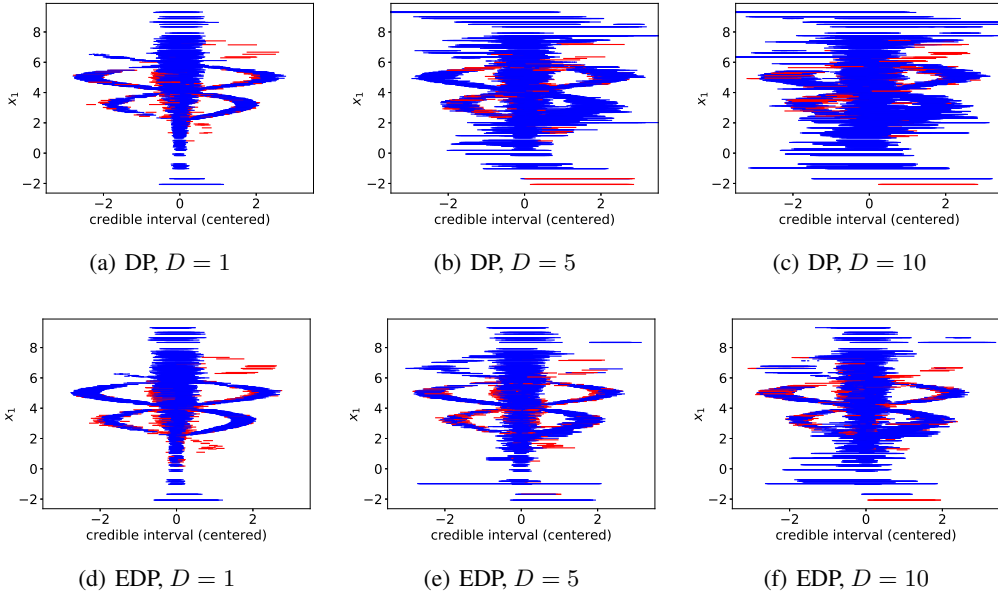 8
6
4
2
0
−2
x₁
−2 0 2
credible interval (centered)
8
6
4
2
0
−2
x₁
−2 0 2
credible interval (centered)
8
6
4
2
0
−2
x₁
−2 0 2
credible interval (centered)
(a) DP, D = 1
(b) DP, D = 5
(c) DP, D = 10
8
6
4
2
0
−2
x₁
−2 0 2
credible interval (centered)
8
6
4
2
0
−2
x₁
−2 0 2
credible interval (centered)
8
6
4
2
0
−2
x₁
−2 0 2
credible interval (centered)
(d) EDP, D = 1
(e) EDP, D = 5
(f) EDP, D = 10